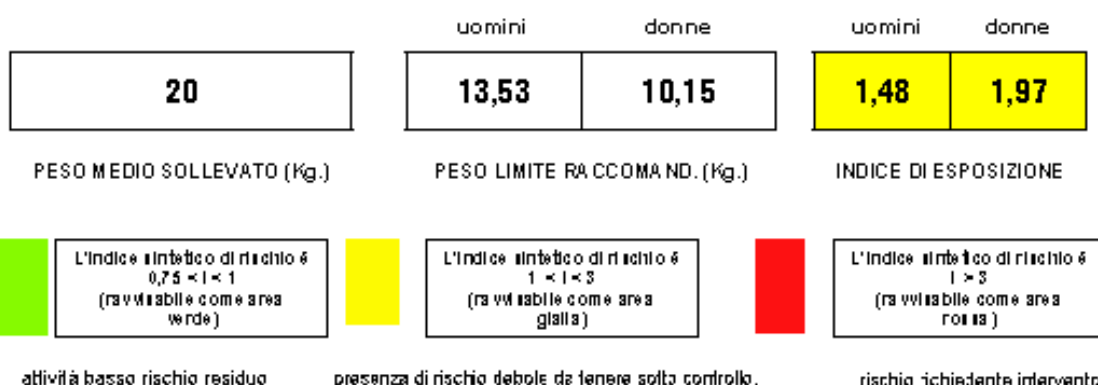 uomini donne uomini donne
20 13,53 10,15 1,48 1,97
PESO MEDIO SOLLEVATO (Kg.) PESO LIMITE RACCOMAND. (Kg.) INDICE DI ESPOSIZIONE
L'indice sintetico di rischio è
0,75 < I < 1
(ravvisabile come area
verde)
L'indice sintetico di rischio è
1 < I < 3
(ravvisabile come area
gialla)
L'indice sintetico di rischio è
I > 3
(ravvisabile come area
rossa)
attività basso rischio residuo presenza di rischio debole da tenere sotto controllo. rischio richiedente intervento